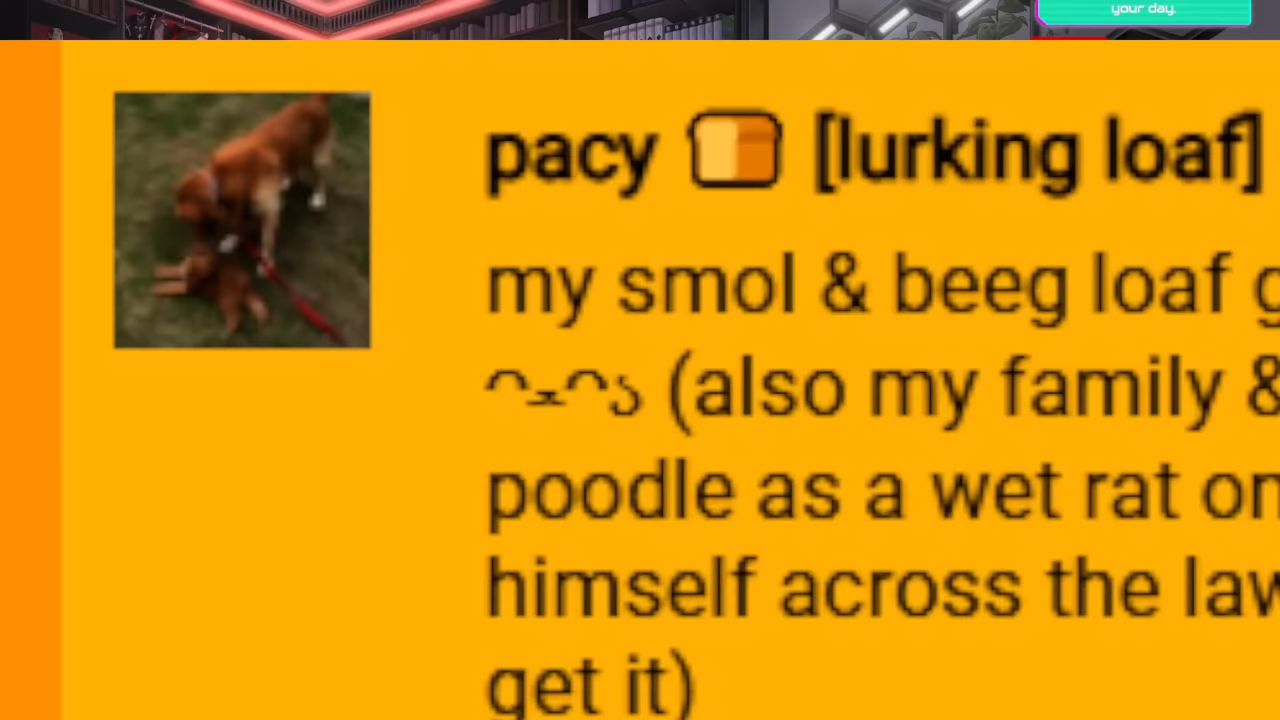 your day.
pacy 🍞 [lurking loaf]
my smol & beeg loaf
(also my family &
poodle as a wet rat
himself across the
get it)